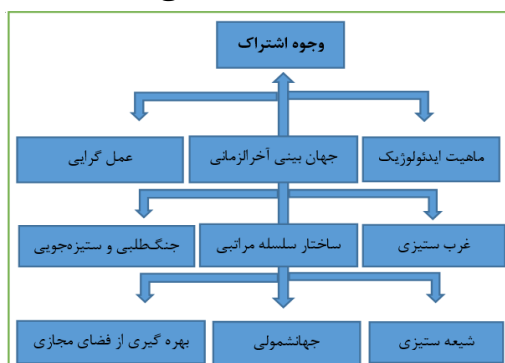 وجوه اشتراک
ماهیت ایدئولوژیک
جهان بینی آخرالزمانی
عمل گرایی
غرب ستیزی
ساختار سلسله مراتبی
جنگ‌طلبی و ستیزه‌جویی
شیعه ستیزی
جهانشمولی
بهره گیری از فضای مجازی